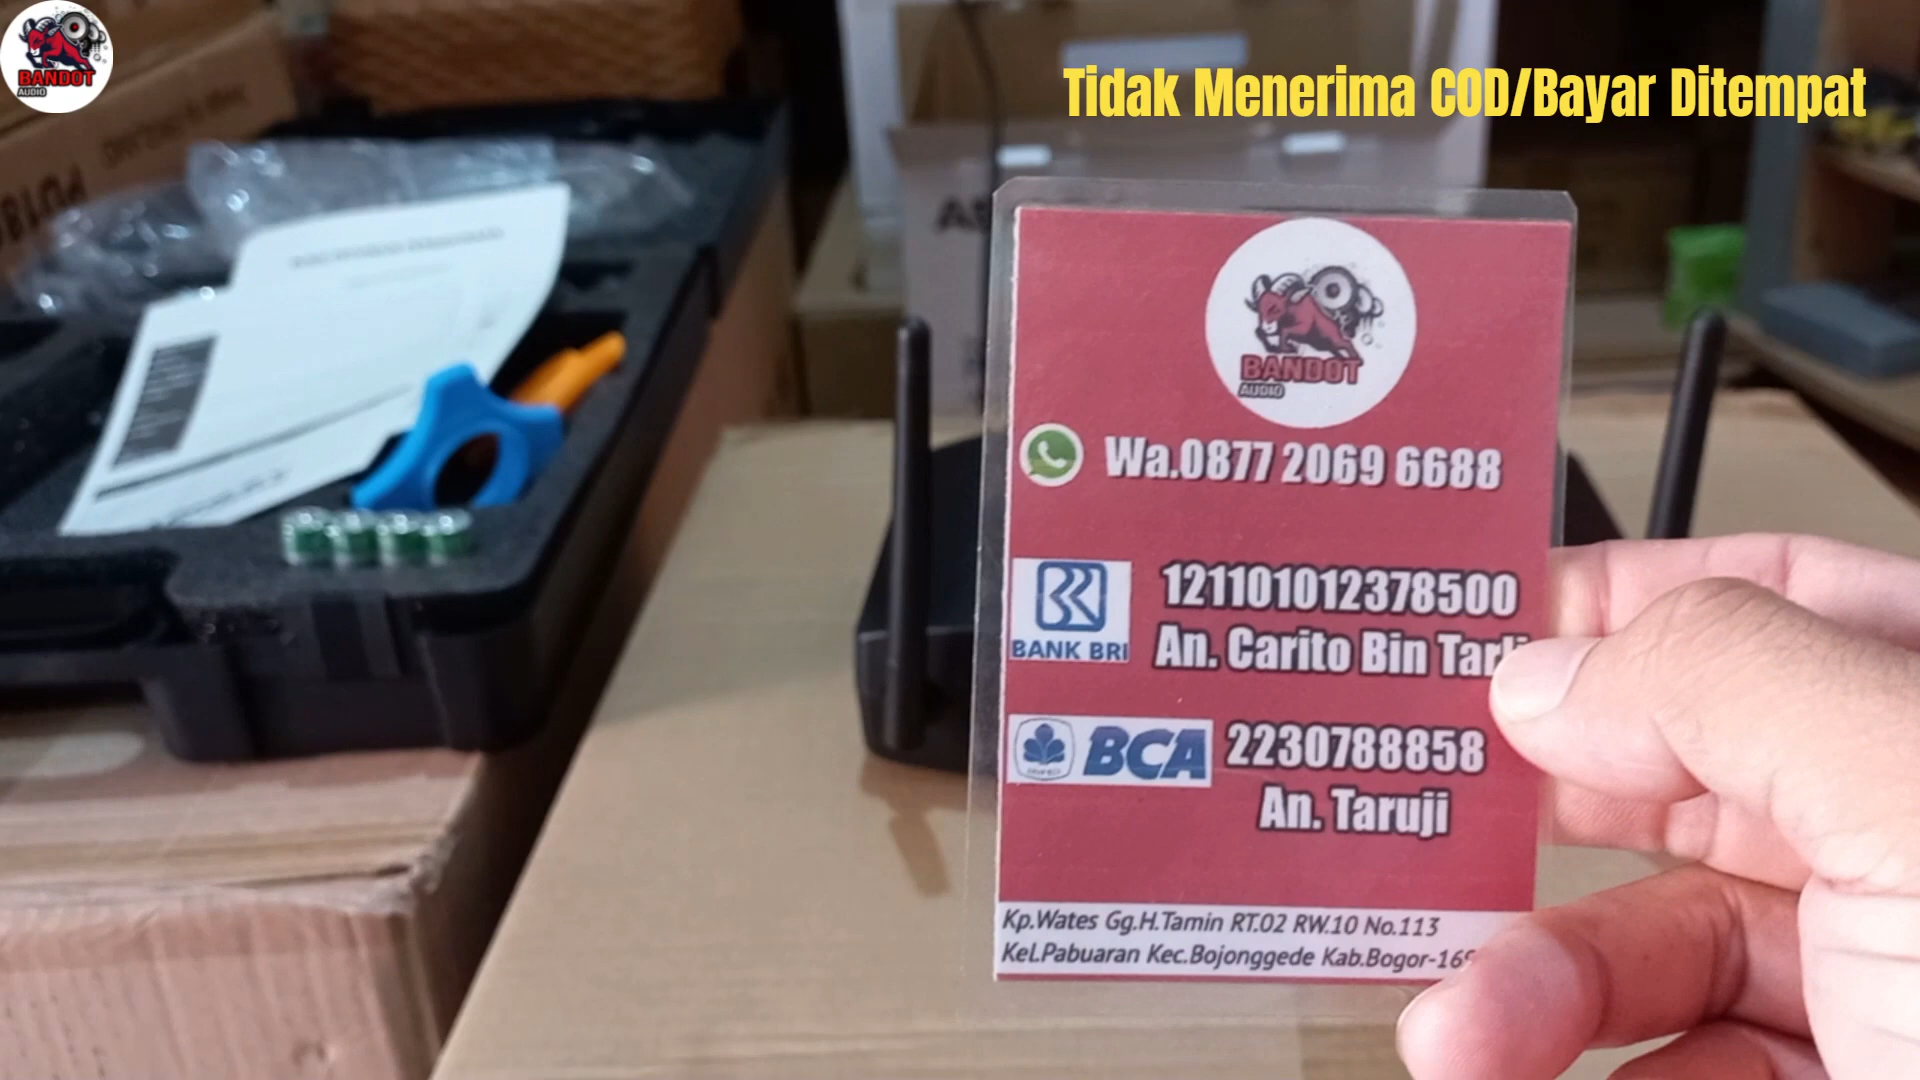 BANDOT
AUDIO
Tidak Menerima COD/Bayar Ditempat
BANDOT
AUDIO
Wa.0877 2069 6688
BANK BRI
121101012378500
An. Carito Bin
BCA
2230788858
An. Taruji
Kp.Wates Gg.H.Tamin RT.02 RW.10 No.113
Kel.Pabuaran Kec.Bojonggede Kab.Bogor-16